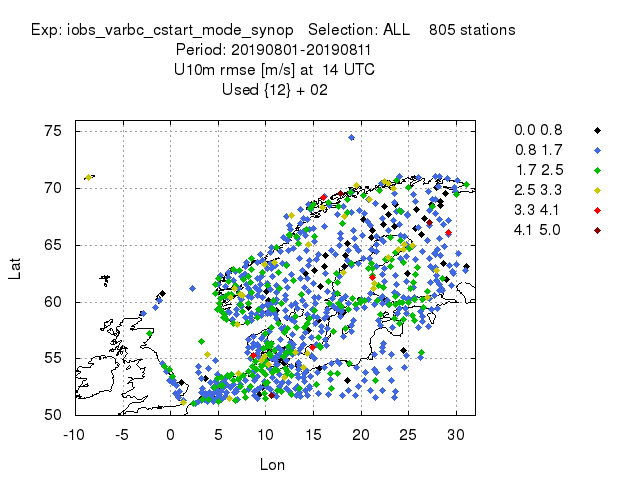 Exp: iobs_varbc_cstart_mode_synop   Selection: ALL    805 stations
Period: 20190801-20190811
U10m rmse [m/s] at  14 UTC
Used {12} + 02
75
70
65
60
55
50
Lat
-10 -5 0 5 10 15 20 25 30
Lon
0.0 0.8
0.8 1.7
1.7 2.5
2.5 3.3
3.3 4.1
4.1 5.0